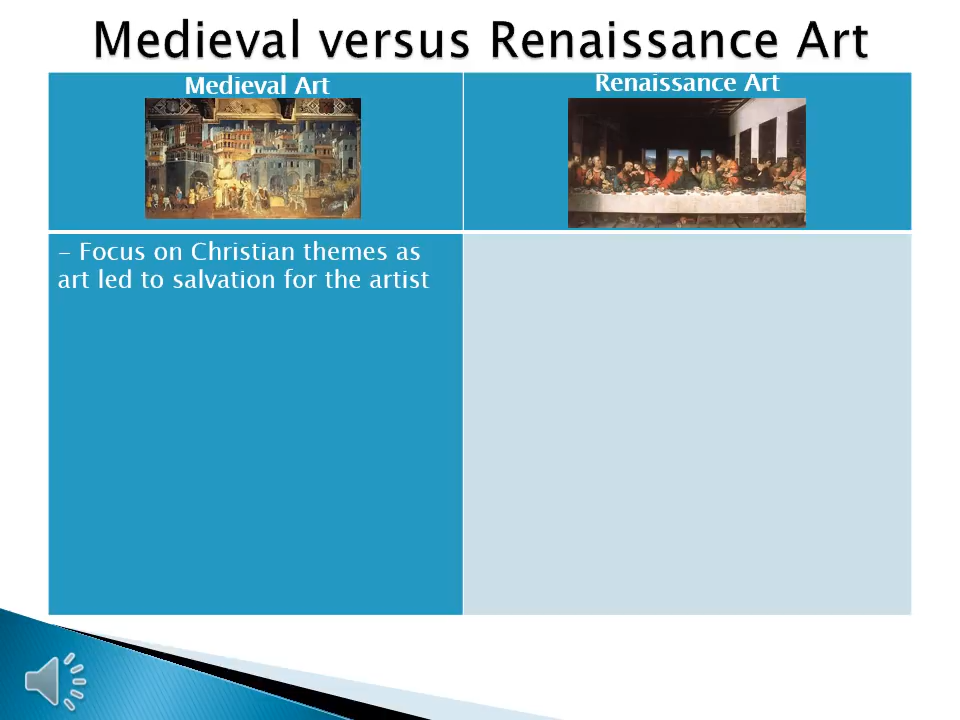 Medieval versus Renaissance Art
Medieval Art
Renaissance Art
- Focus on Christian themes as
art led to salvation for the artist